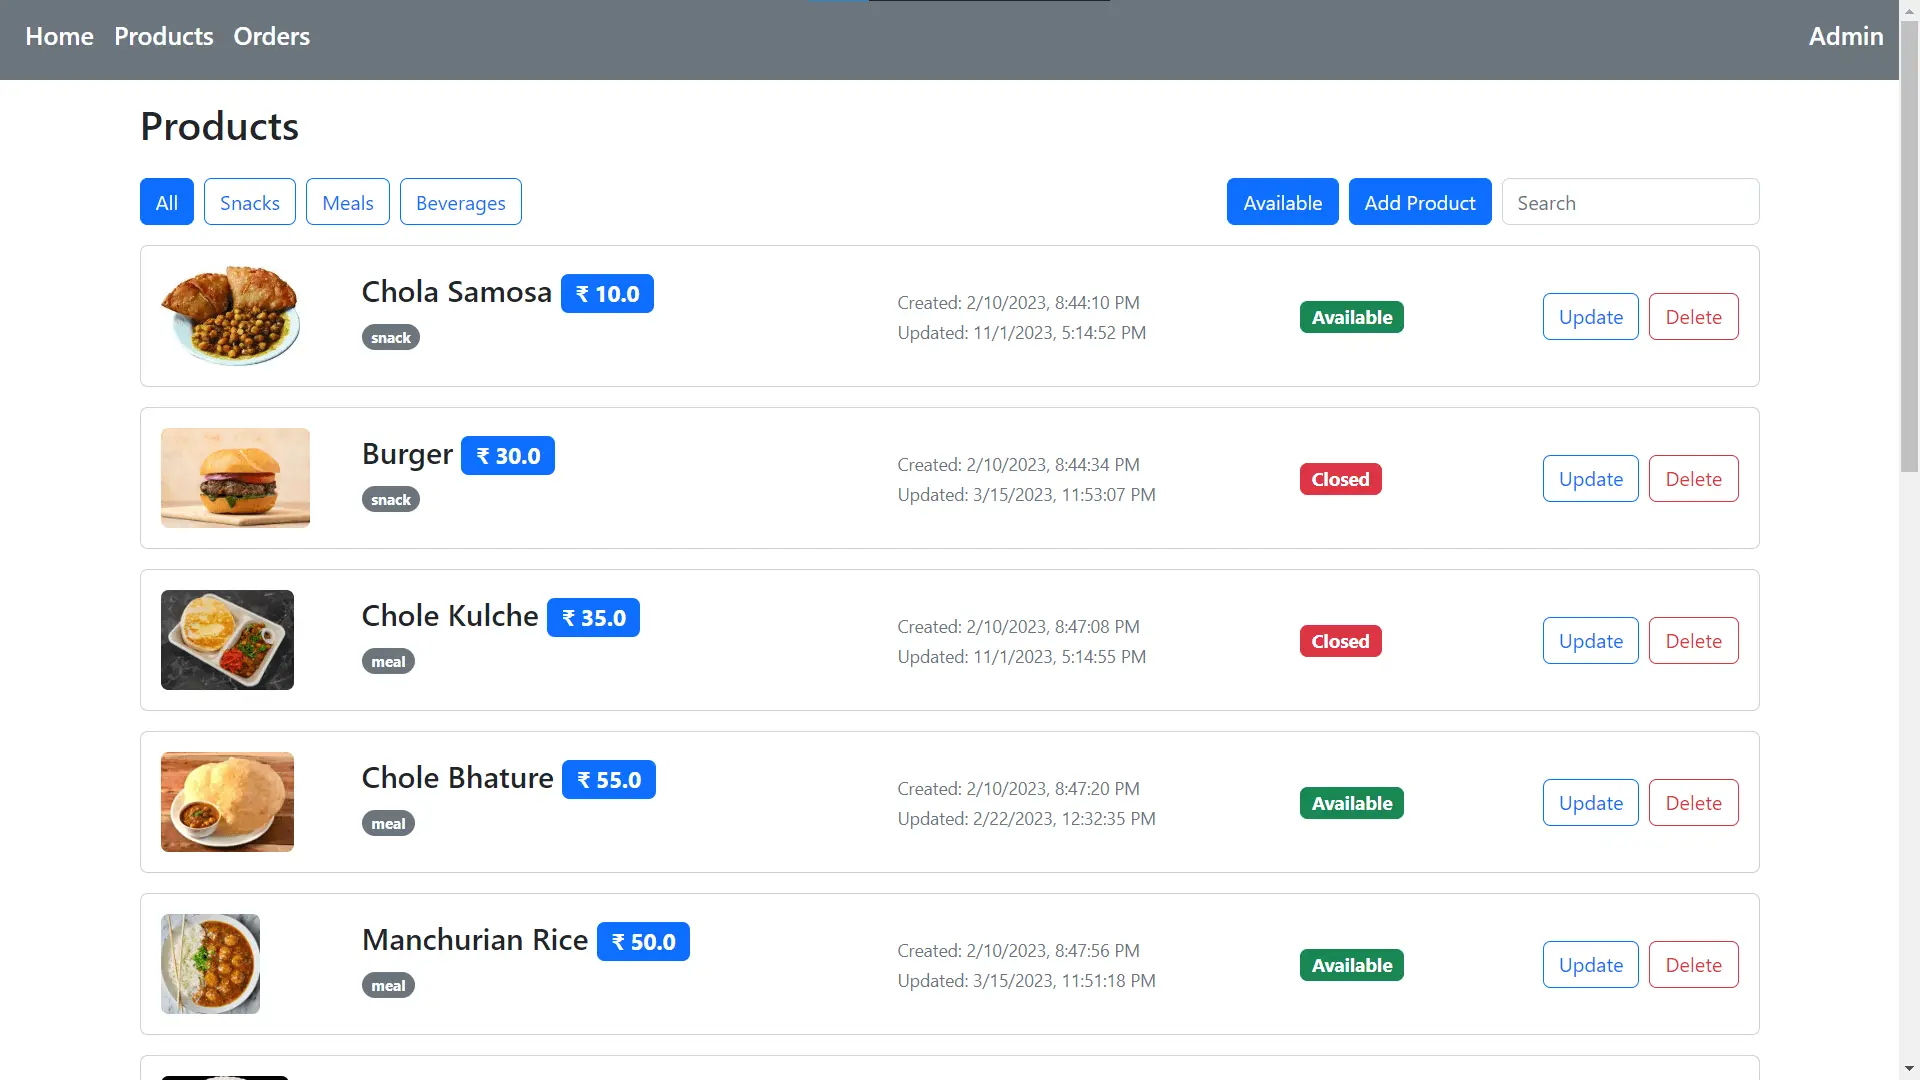 Home Products Orders Admin
Products
All Snacks Meals Beverages Available Add Product Search
Chola Samosa ₹ 10.0
snack
Created: 2/10/2023, 8:44:10 PM
Updated: 11/1/2023, 5:14:52 PM
Available
Update Delete
Burger ₹ 30.0
snack
Created: 2/10/2023, 8:44:34 PM
Updated: 3/15/2023, 11:53:07 PM
Closed
Update Delete
Chole Kulche ₹ 35.0
meal
Created: 2/10/2023, 8:47:08 PM
Updated: 11/1/2023, 5:14:55 PM
Closed
Update Delete
Chole Bhature ₹ 55.0
meal
Created: 2/10/2023, 8:47:20 PM
Updated: 2/22/2023, 12:32:35 PM
Available
Update Delete
Manchurian Rice ₹ 50.0
meal
Created: 2/10/2023, 8:47:56 PM
Updated: 3/15/2023, 11:51:18 PM
Available
Update Delete